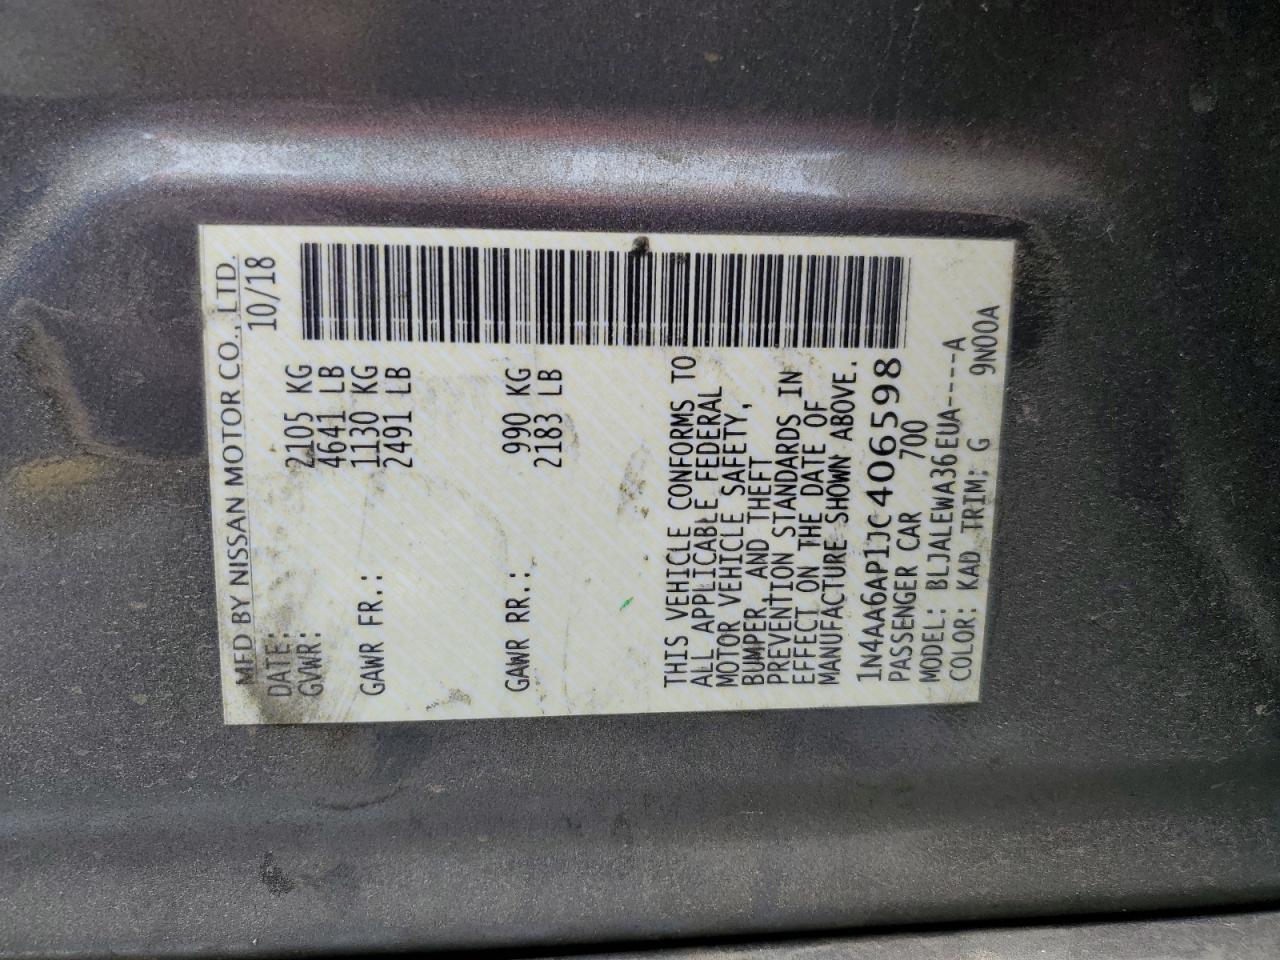 MFD BY NISSAN MOTOR CO., LTD.
DATE: 10/18
GVWR: 2105 KG
4641 LB
GAWR FR.: 1130 KG
2491 LB
GAWR RR.: 990 KG
2183 LB
THIS VEHICLE CONFORMS TO
ALL APPLICABLE FEDERAL
MOTOR VEHICLE SAFETY,
BUMPER, AND THEFT
PREVENTION STANDARDS IN
EFFECT ON THE DATE OF
MANUFACTURE SHOWN ABOVE.
1N4AA6AP1JC406598
PASSENGER CAR 700
MODEL: BLJALEWA36EUA----A
COLOR: KAD TRIM: G 9N00A